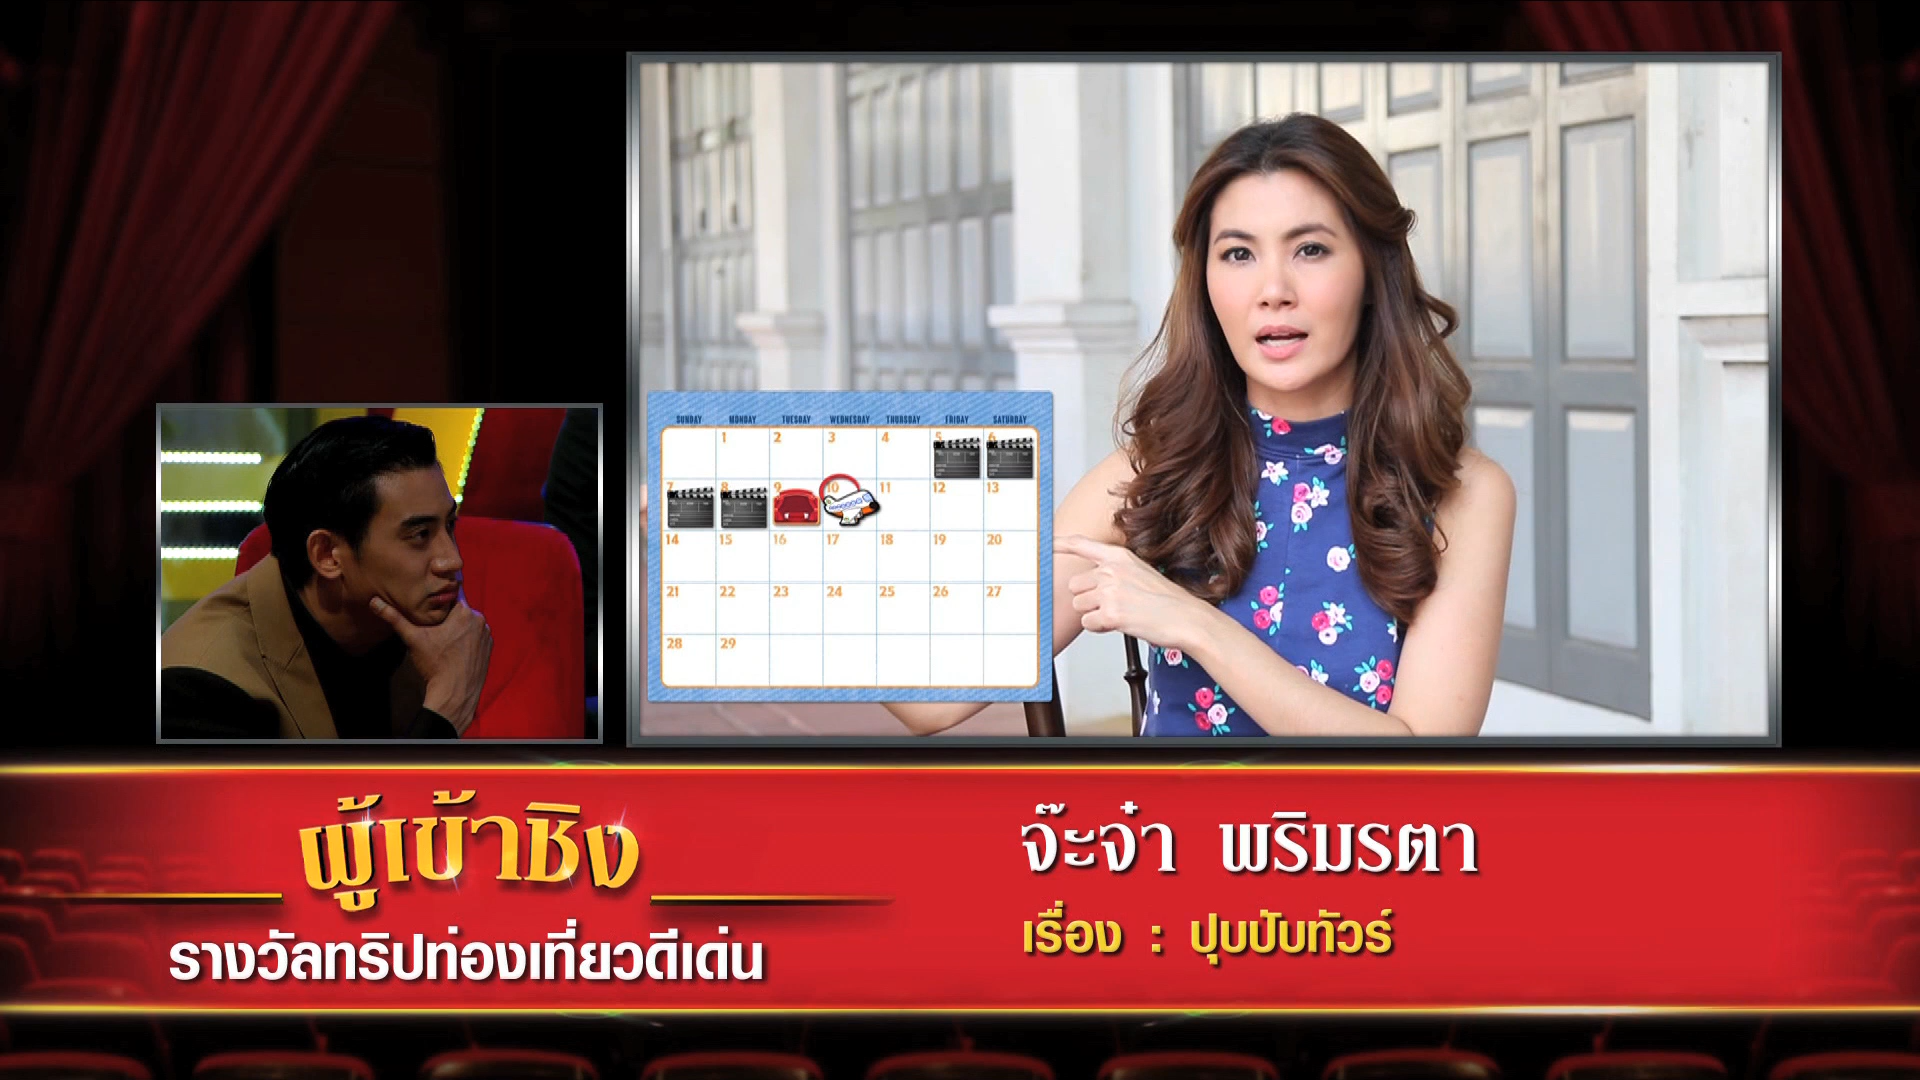 SUNDAY MONDAY TUESDAY WEDNESDAY THURSDAY FRIDAY SATURDAY
1 2 3 4 5 6
7 8 9 10 11 12 13
14 15 16 17 18 19 20
21 22 23 24 25 26 27
28 29
ผู้เข้าชิง
รางวัลทริปท่องเที่ยวดีเด่น
จ๊ะจ๋า พริมรตา
เรื่อง : ปุบปับทัวร์